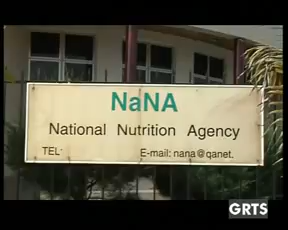 NaNA
National Nutrition Agency
TEL:
E-mail: nana@qanet.
GRTS